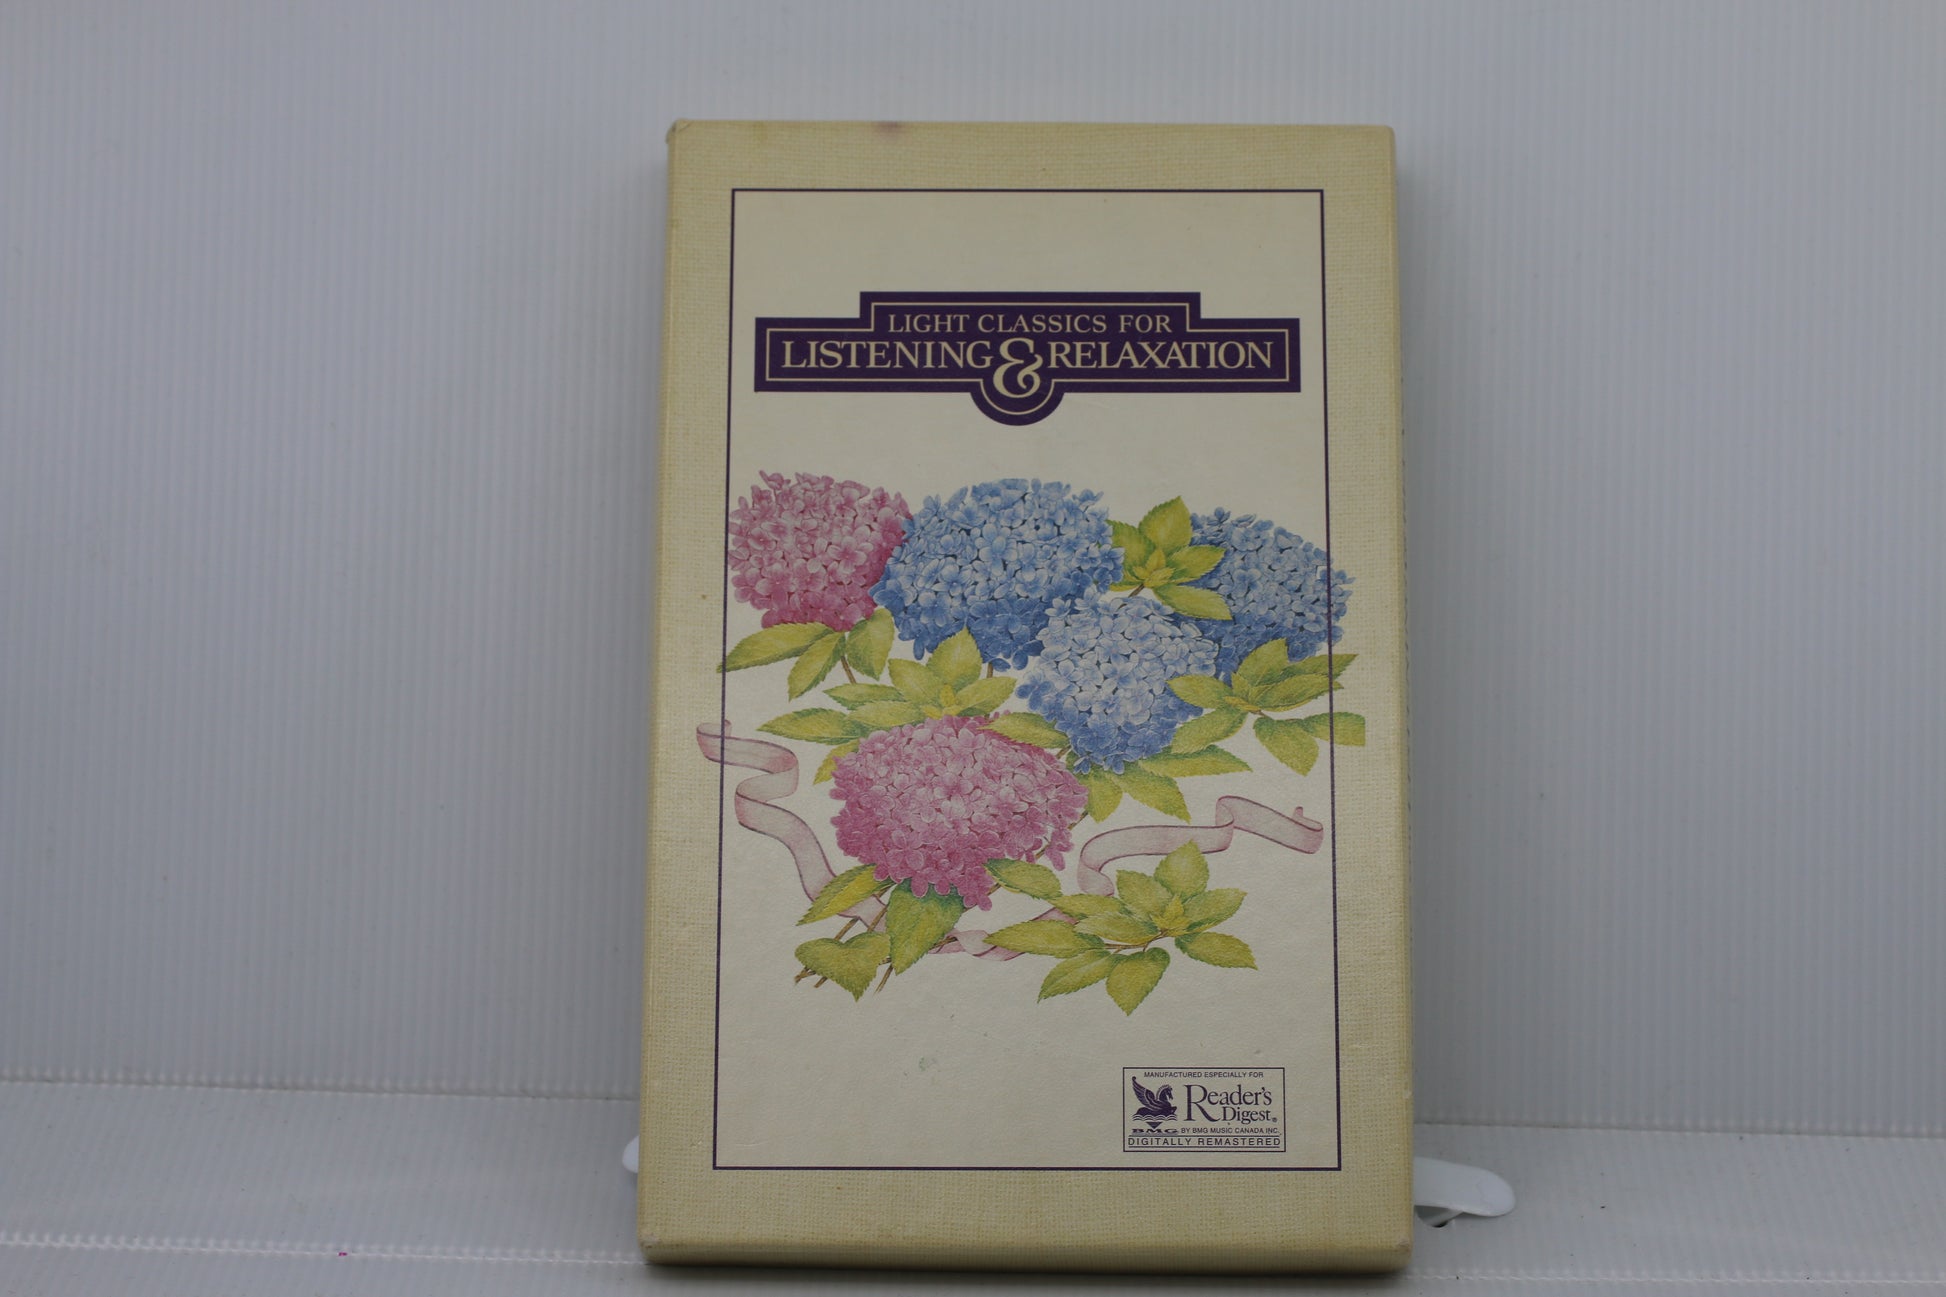 LIGHT CLASSICS FOR
LISTENING & RELAXATION
MANUFACTURED ESPECIALLY FOR
Reader's
Digest®
BMG BY BMG MUSIC CANADA INC.
DIGITALLY REMASTERED